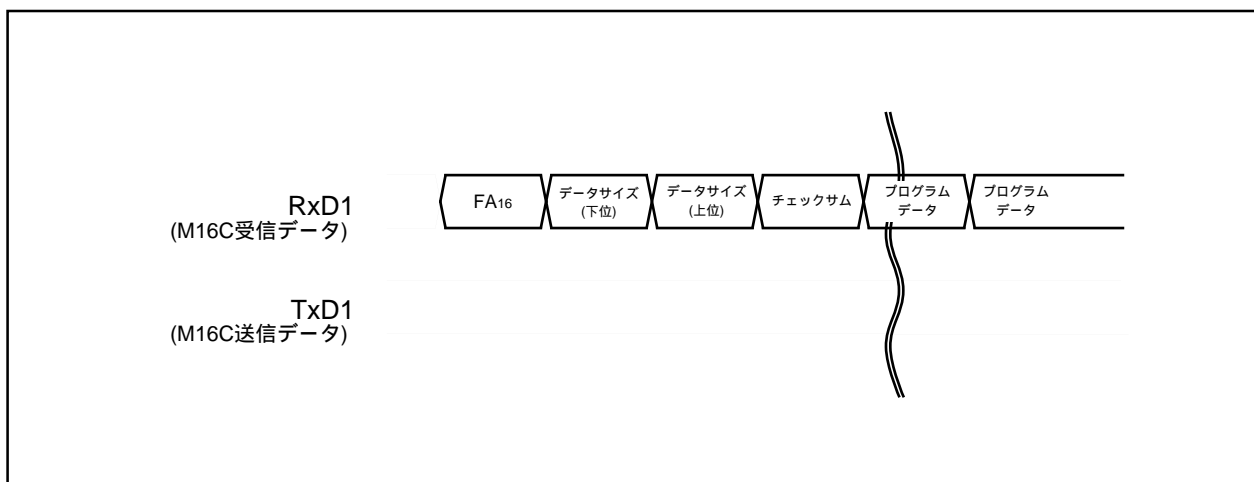 RxD1
(M16C受信データ)
FA16
データサイズ
(下位)
データサイズ
(上位)
チェックサム
プログラム
データ
プログラム
データ
TxD1
(M16C送信データ)